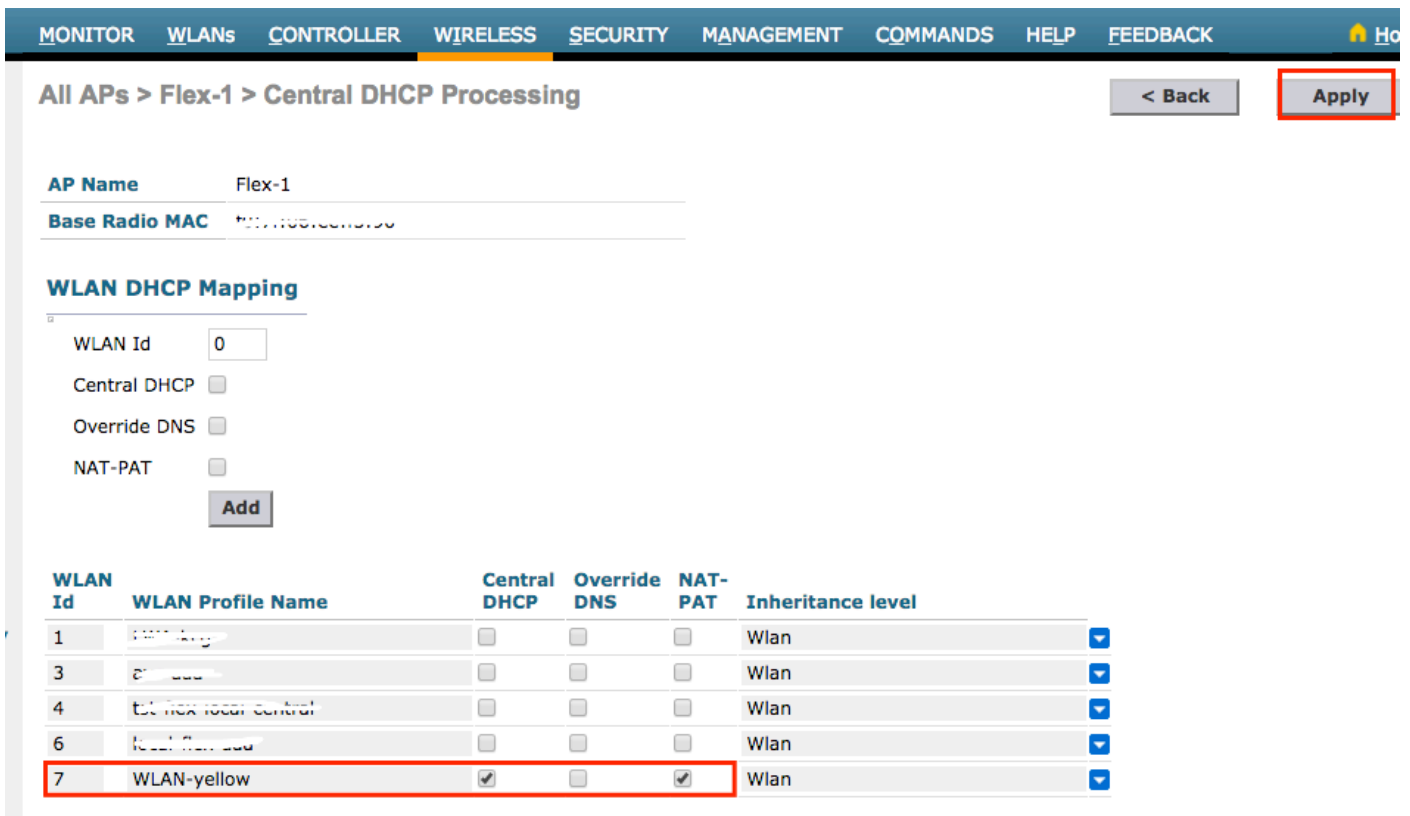 MONITOR WLANs CONTROLLER WIRELESS SECURITY MANAGEMENT COMMANDS HELP FEEDBACK
All APs > Flex-1 > Central DHCP Processing
< Back Apply
AP Name Flex-1
Base Radio MAC
WLAN DHCP Mapping
WLAN Id 0
Central DHCP
Override DNS
NAT-PAT
Add
WLAN Central Override NAT-
Id WLAN Profile Name DHCP DNS PAT Inheritance level
1 Wlan
3 Wlan
4 Wlan
6 Wlan
7 WLAN-yellow Wlan